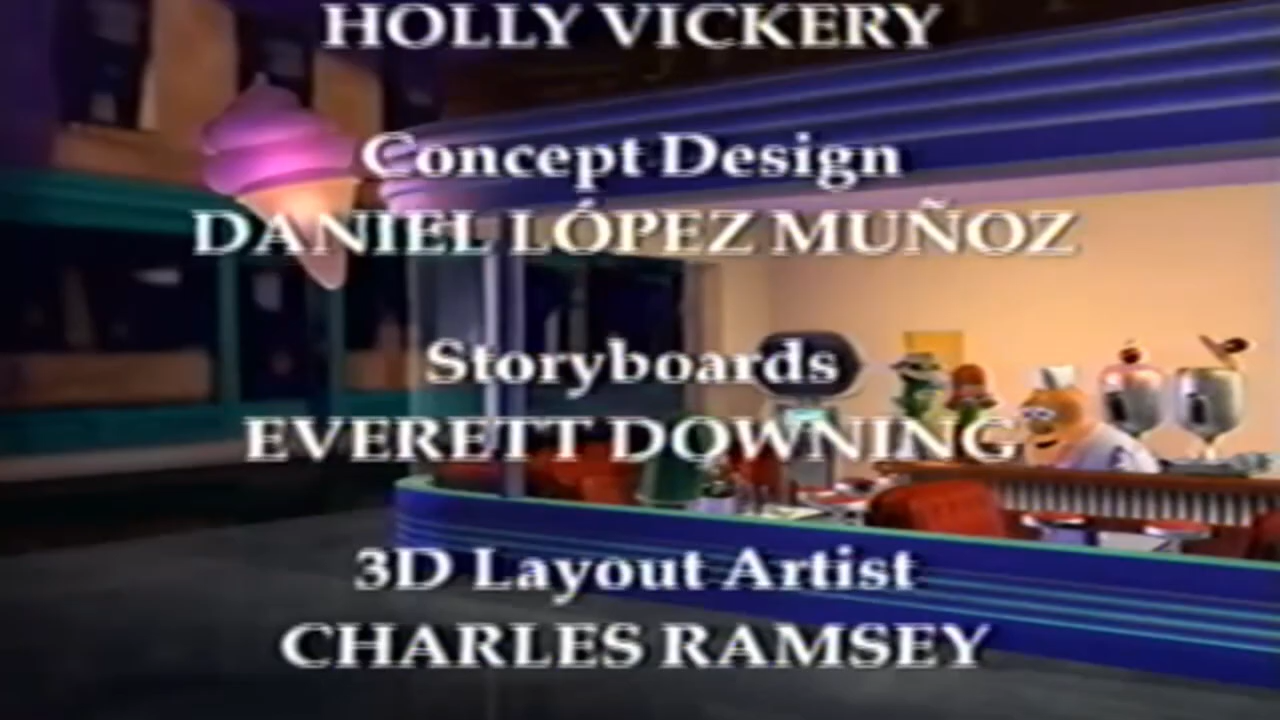 HOLLY VICKERY
Concept Design
DANIEL LÓPEZ MUÑOZ
Storyboards
EVERETT DOWNING
3D Layout Artist
CHARLES RAMSEY